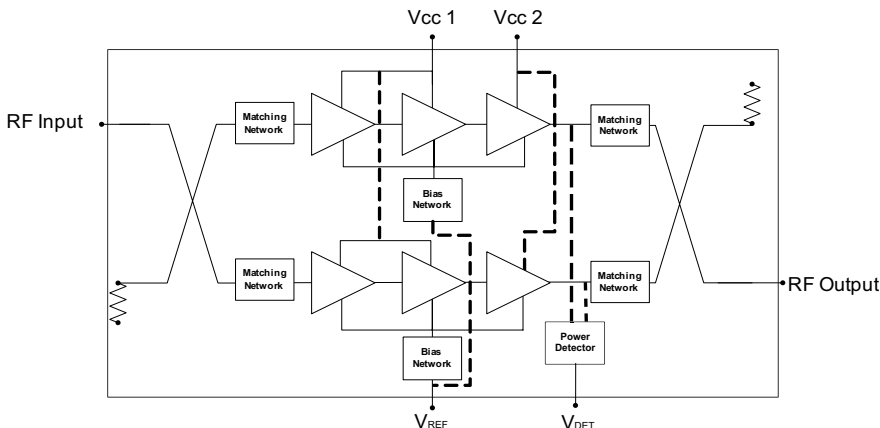 Vcc 1 Vcc 2
RF Input
Matching
Network
Matching
Network
Bias
Network
Matching
Network
Matching
Network
RF Output
Power
Detector
Bias
Network
VREF
VDET